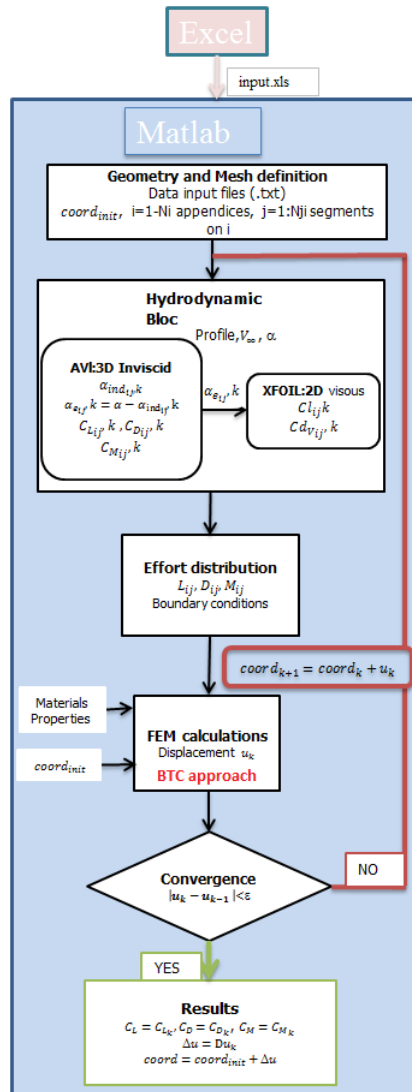 Excel
input.xls
Matlab
Geometry and Mesh definition
Data input files (.txt)
coord_init, i=1-Ni appendices, j=1:Nji segments
on i
Hydrodynamic
Bloc
Profile,V_∞, α
AVl:3D Inviscid
α_ind_ij,k
α_e_ij,k = α − α_ind_ij,k
C_L_ij,k , C_D_ij,k
C_M_ij,k
α_e_ij,k
XFOIL:2D visous
Cl_ij k
Cd_V_ij,k
Effort distribution
L_ij, D_ij, M_ij
Boundary conditions
coord_k+1 = coord_k + u_k
Materials
Properties
coord_init
FEM calculations
Displacement u_k
BTC approach
Convergence
|u_k − u_k−1|<ε
NO
YES
Results
C_L = C_L_k, C_D = C_D_k, C_M = C_M_k
Δu = Du_k
coord = coord_init + Δu